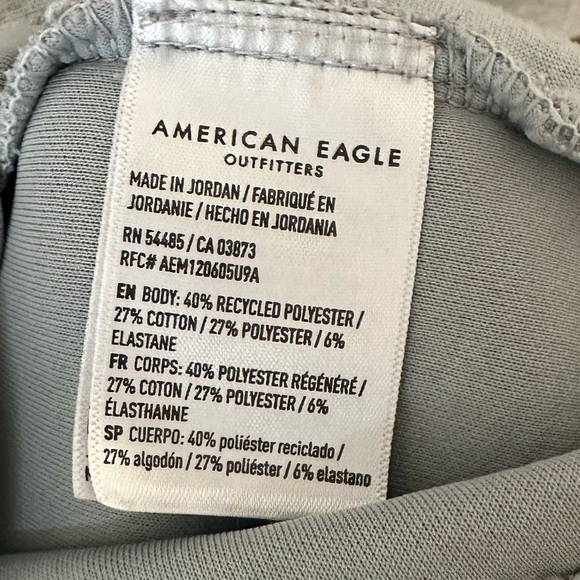 AMERICAN EAGLE
OUTFITTERS
MADE IN JORDAN / FABRIQUÉ EN
JORDANIE / HECHO EN JORDANIA
RN 54485 / CA 03873
RFC# AEM120605U9A
EN BODY: 40% RECYCLED POLYESTER /
27% COTTON / 27% POLYESTER / 6%
ELASTANE
FR CORPS: 40% POLYESTER RÉGÉNÉRÉ /
27% COTON / 27% POLYESTER / 6%
ÉLASTHANNE
SP CUERPO: 40% poliéster reciclado /
27% algodón / 27% poliéster / 6% elastano